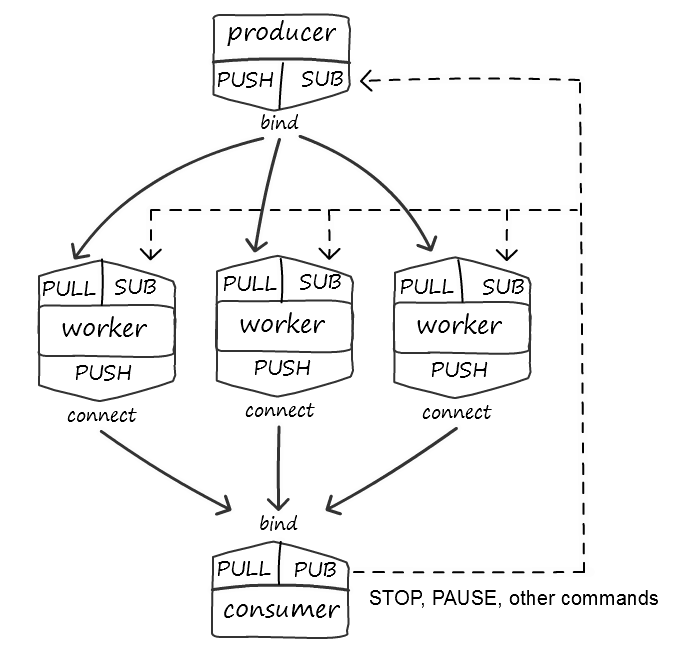 producer
PUSH SUB
bind
PULL SUB PULL SUB PULL SUB
worker worker worker
PUSH PUSH PUSH
connect connect connect
bind
PULL PUB
consumer
STOP, PAUSE, other commands